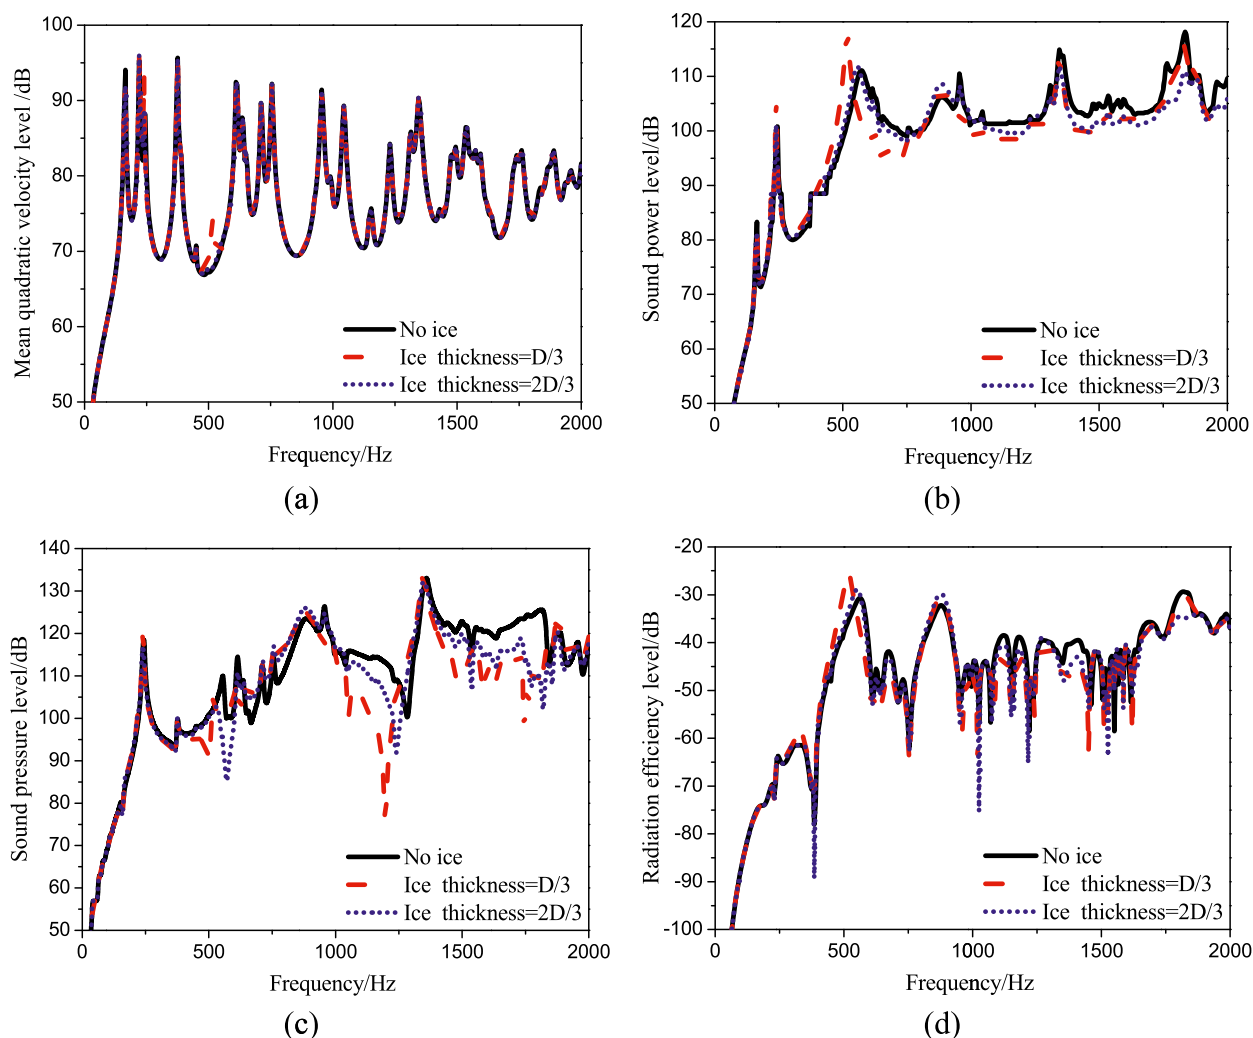 100
90
80
70
60
50
0
500
1000
1500
2000
Mean quadratic velocity level /dB
Frequency/Hz
No ice
Ice thickness=D/3
Ice thickness=2D/3
(a)
120
110
100
90
80
70
60
50
0
500
1000
1500
2000
Sound power level/dB
Frequency/Hz
No ice
Ice thickness=D/3
Ice thickness=2D/3
(b)
140
130
120
110
100
90
80
70
60
50
0
500
1000
1500
2000
Sound pressure level/dB
Frequency/Hz
No ice
Ice thickness=D/3
Ice thickness=2D/3
(c)
-20
-30
-40
-50
-60
-70
-80
-90
-100
0
500
1000
1500
2000
Radiation efficiency level/dB
Frequency/Hz
No ice
Ice thickness=D/3
Ice thickness=2D/3
(d)